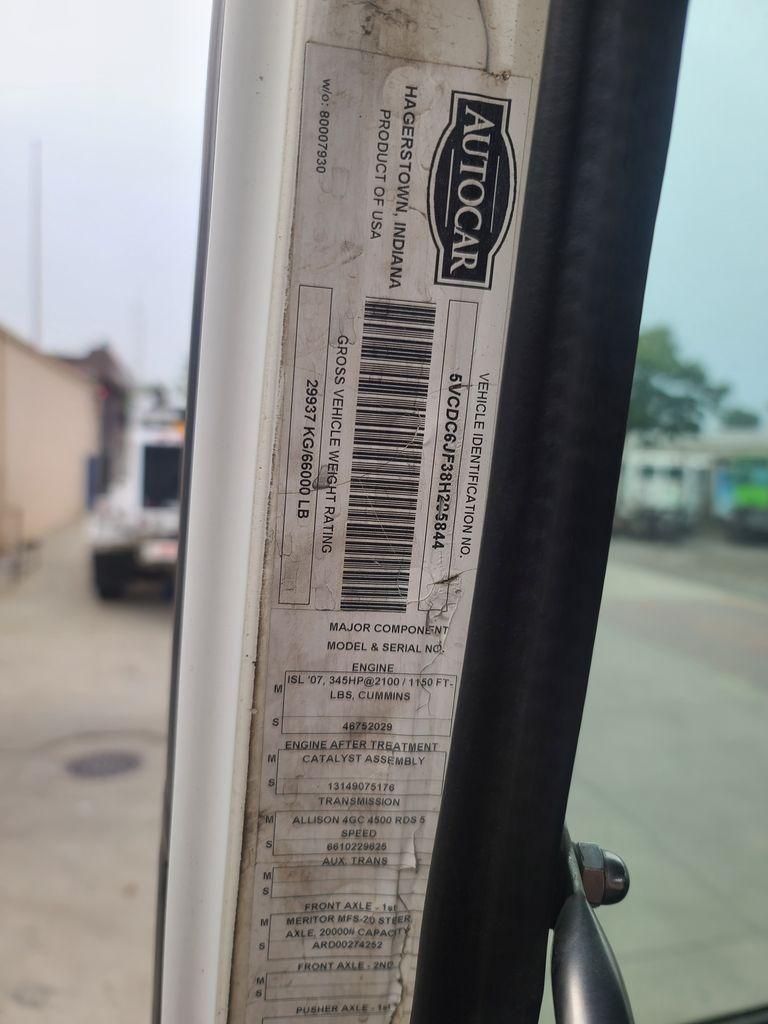 AUTOCAR
HAGERSTOWN, INDIANA
PRODUCT OF USA
w/o: 80007930
VEHICLE IDENTIFICATION NO.
5VCDC6JF38H205844
GROSS VEHICLE WEIGHT RATING
29937 KG/66000 LB
MAJOR COMPONENT
MODEL & SERIAL NO.
ENGINE
M ISL '07, 345HP@2100 / 1150 FT-
LBS, CUMMINS
S 46752029
ENGINE AFTER TREATMENT
M CATALYST ASSEMBLY
S 13149075176
TRANSMISSION
M ALLISON 4GC 4500 RDS 5
SPEED
S 6610229625
AUX. TRANS
M
S
FRONT AXLE - 1st
M MERITOR MFS-20 STEER
AXLE, 20000# CAPACITY
S ARD00274252
FRONT AXLE - 2ND
M
S
PUSHER AXLE - 1st